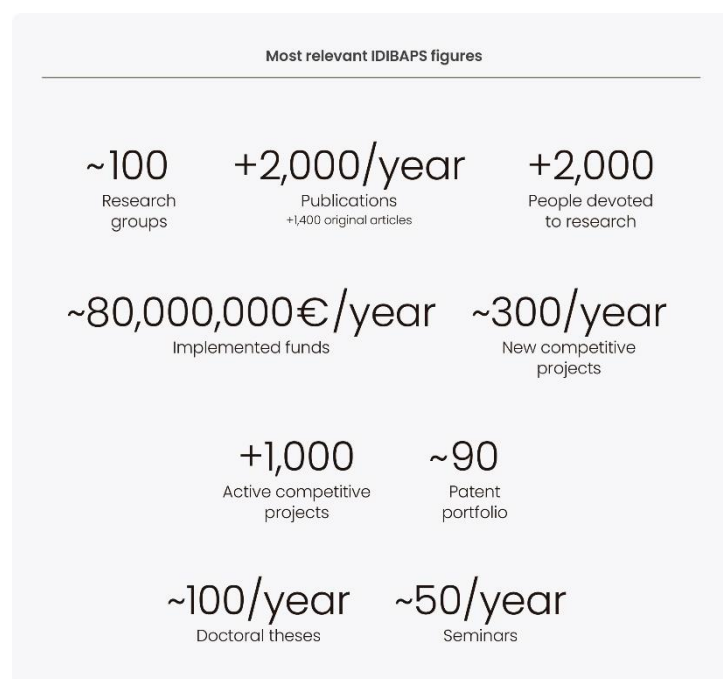 Most relevant IDIBAPS figures
~100
Research
groups
+2,000/year
Publications
+1,400 original articles
+2,000
People devoted
to research
~80,000,000€/year
Implemented funds
~300/year
New competitive
projects
+1,000
Active competitive
projects
~90
Patent
portfolio
~100/year
Doctoral theses
~50/year
Seminars